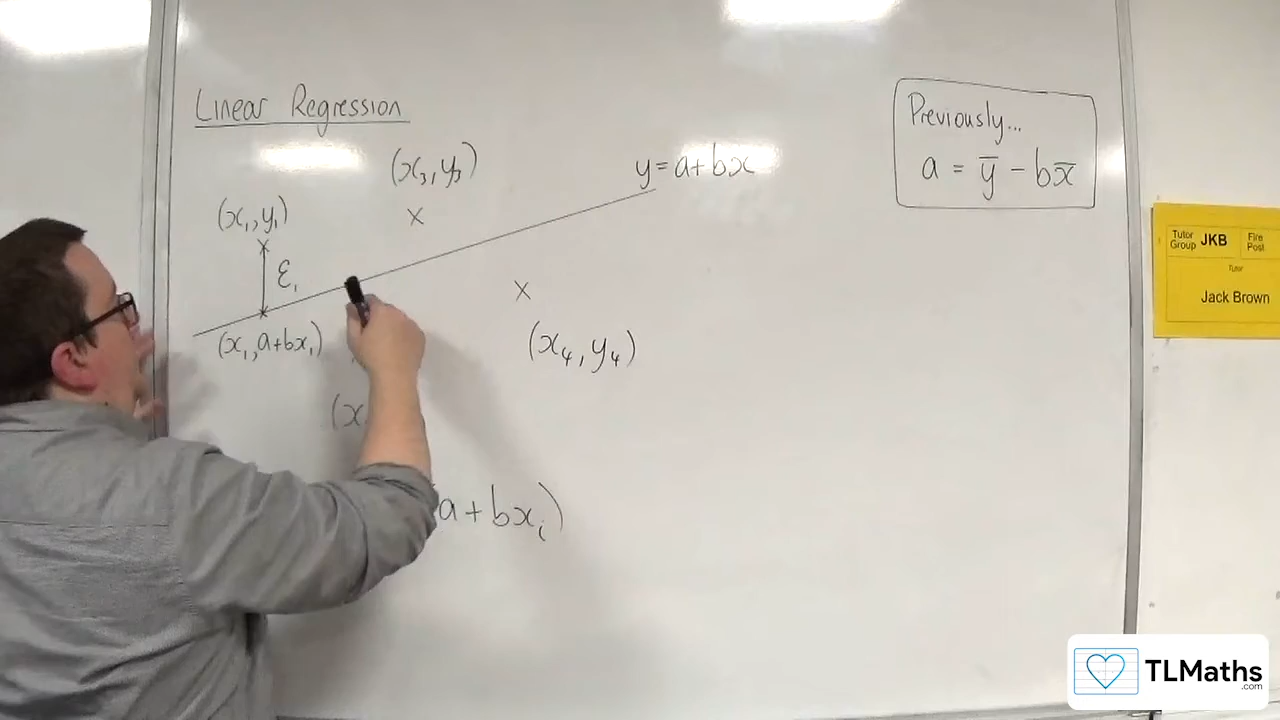 Linear Regression
Previously...
a = ȳ - bx̄
(x₃, y₃)
y = a + bx
(x₁, y₁)
ε₁
(x₁, a+bx₁)
(x₄, y₄)
(x
a + bxᵢ)
Tutor Group JKB Fire Post
Tutor
Jack Brown
TLMaths
.com